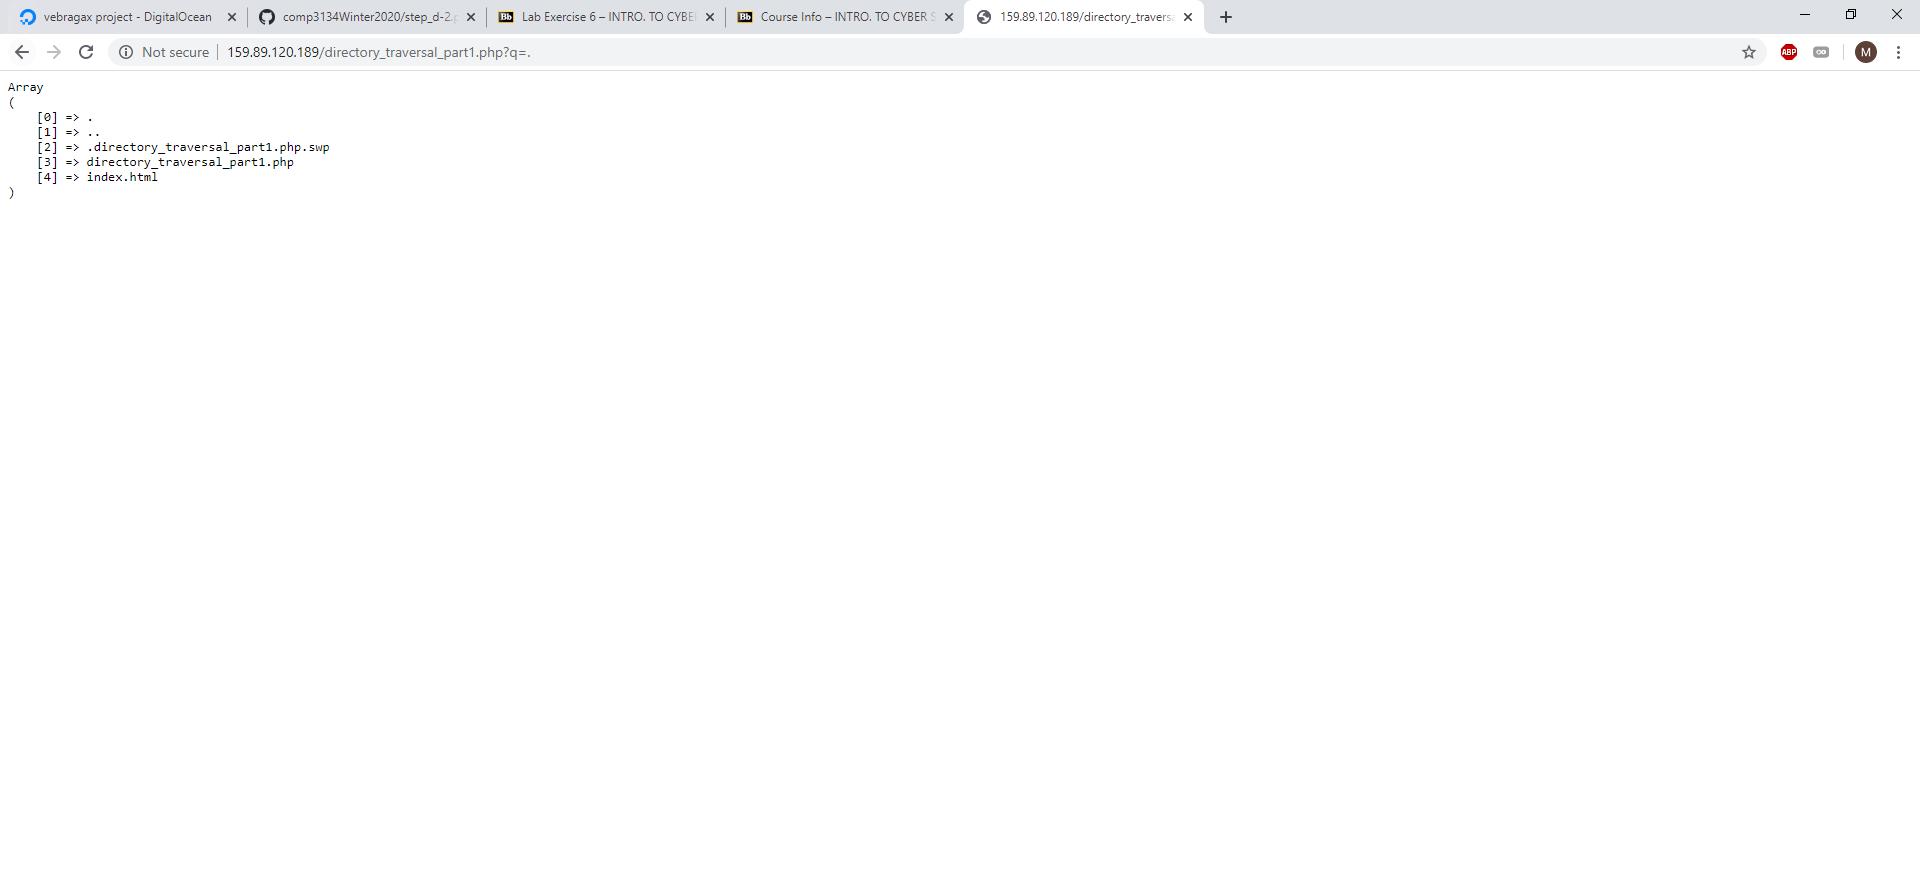 vebragax project - DigitalOcean
comp3134Winter2020/step_d-2.p
Lab Exercise 6 – INTRO. TO CYBE
Course Info – INTRO. TO CYBER S
159.89.120.189/directory_travers
Not secure
159.89.120.189/directory_traversal_part1.php?q=.
ABP
M
Array
(
[0] => .
[1] => ..
[2] => .directory_traversal_part1.php.swp
[3] => directory_traversal_part1.php
[4] => index.html
)